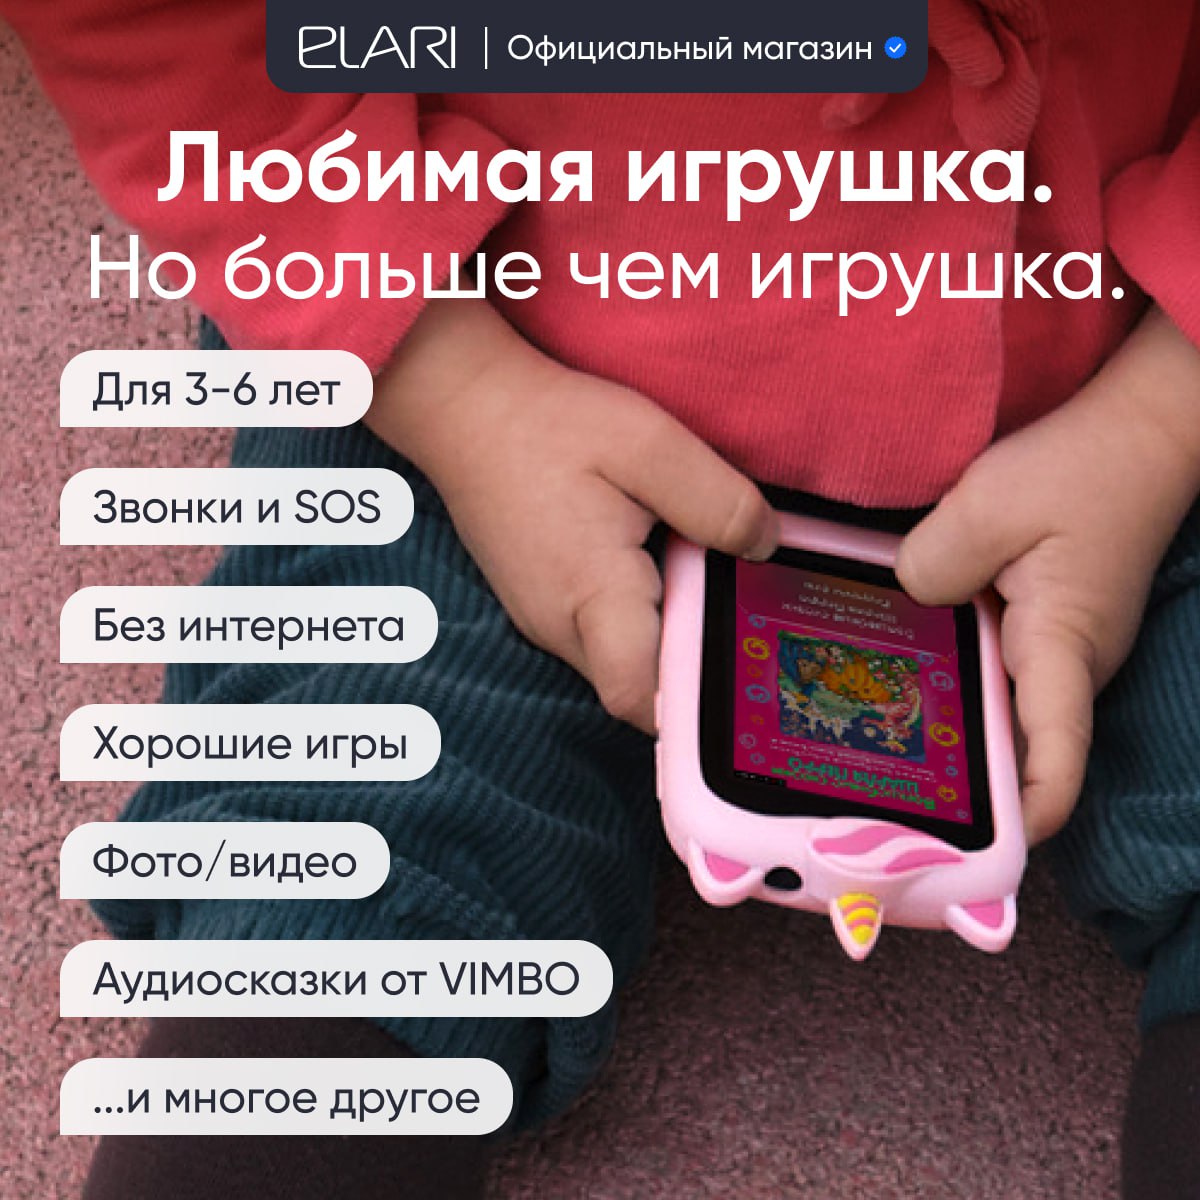 ELARI | Официальный магазин
Любимая игрушка.
Но больше чем игрушка.
Для 3-6 лет
Звонки и SOS
Без интернета
Хорошие игры
Фото/видео
Аудиосказки от VIMBO
...и многое другое